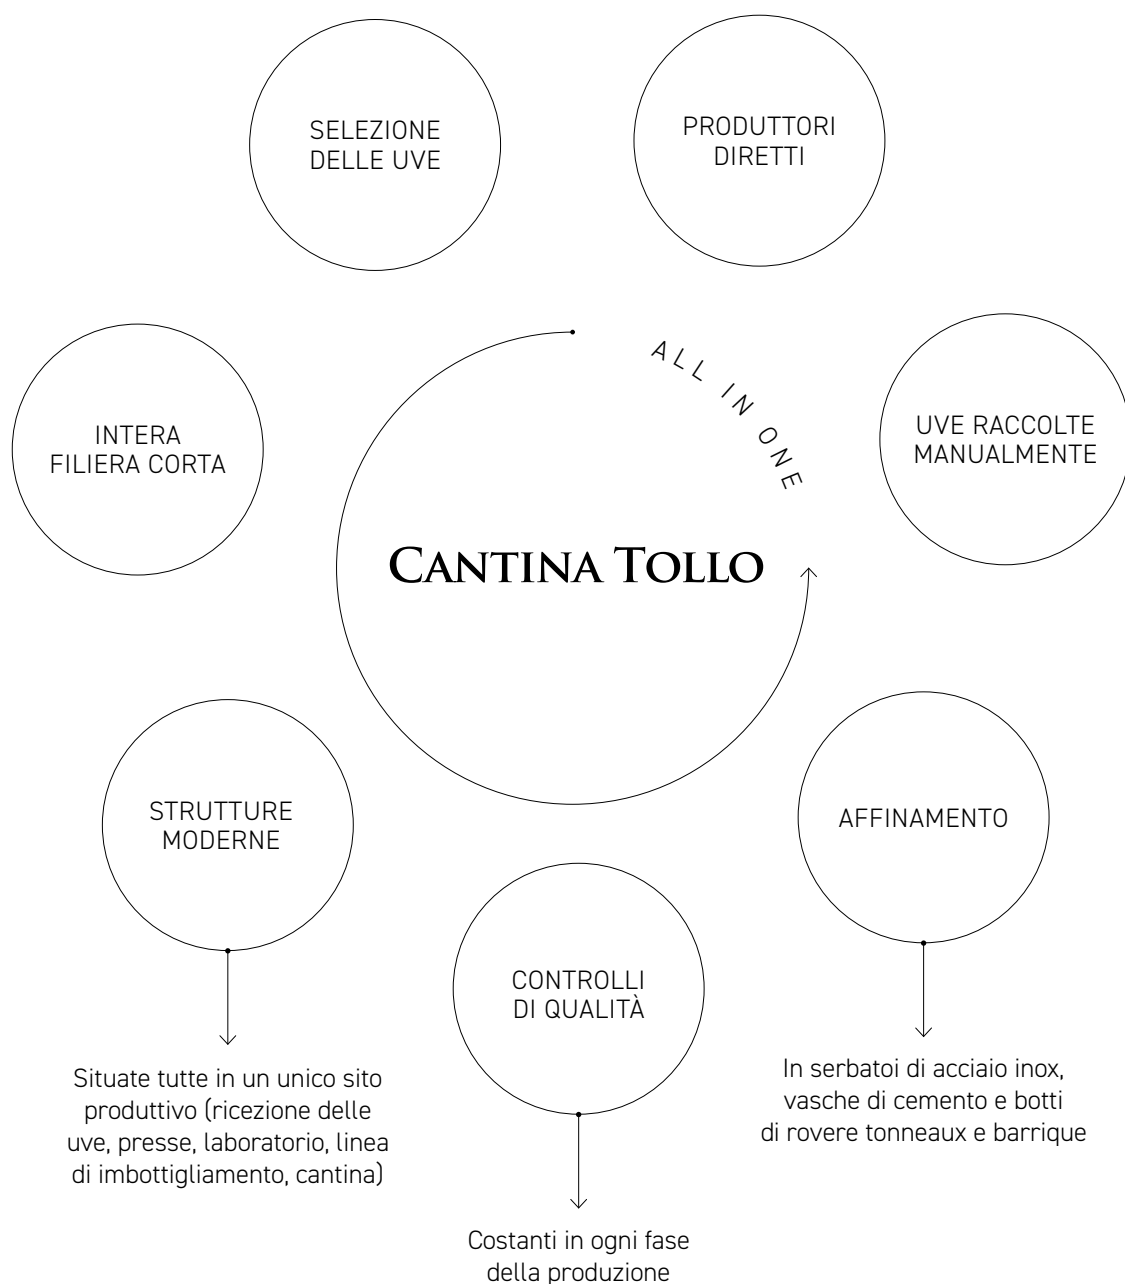 SELEZIONE
DELLE UVE
PRODUTTORI
DIRETTI
INTERA
FILIERA CORTA
ALL IN ONE
UVE RACCOLTE
MANUALMENTE
CANTINA TOLLO
STRUTTURE
MODERNE
AFFINAMENTO
CONTROLLI
DI QUALITÀ
Situate tutte in un unico sito
produttivo (ricezione delle
uve, presse, laboratorio, linea
di imbottigliamento, cantina)
In serbatoi di acciaio inox,
vasche di cemento e botti
di rovere tonneaux e barrique
Costanti in ogni fase
della produzione